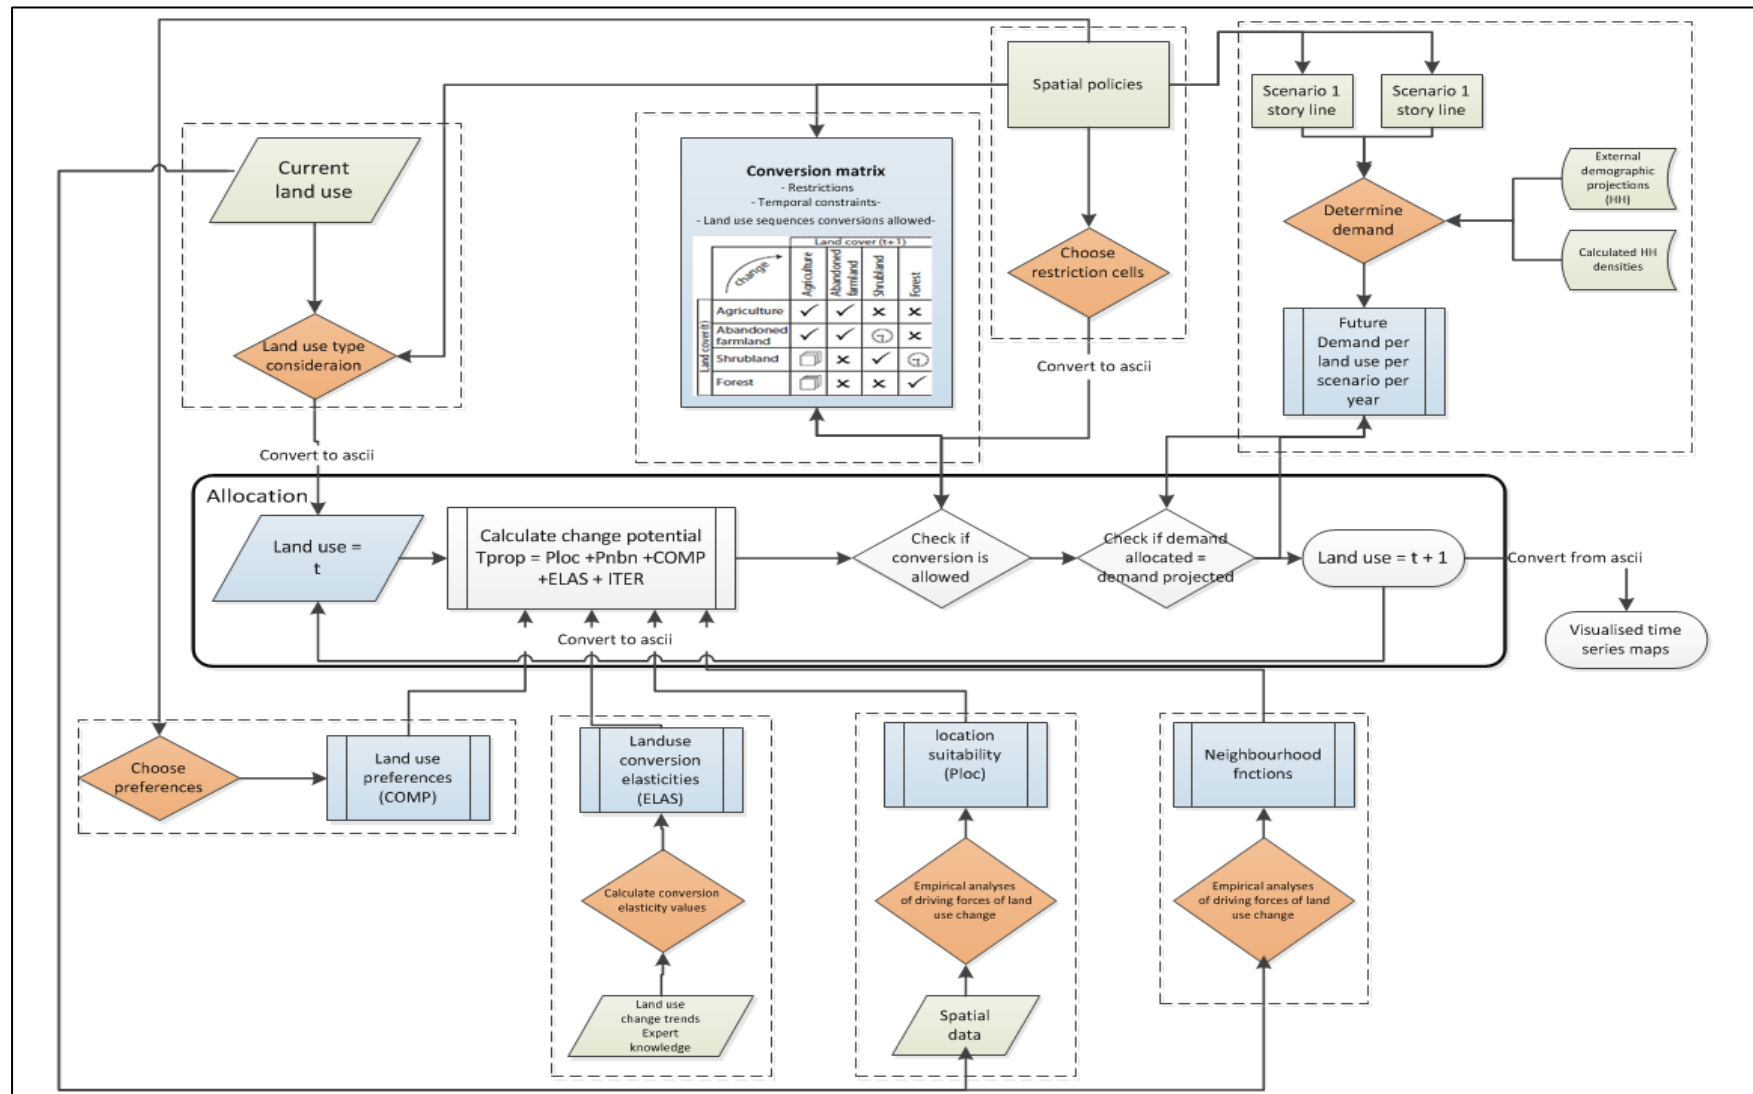 Spatial policies
Scenario 1
story line
Scenario 1
story line
Current
land use
Conversion matrix
- Restrictions
- Temporal constraints-
- Land use sequences conversions allowed-
Land cover (t+1)
change
Agriculture
Abandoned
farmland
Shrubland
Forest
Land cover (t)
Agriculture
Abandoned
farmland
Shrubland
Forest
External
demographic
projections
(HH)
Determine
demand
Calculated HH
densities
Choose
restriction cells
Land use type
consideraion
Future
Demand per
land use per
scenario per
year
Convert to ascii
Convert to ascii
Allocation
Land use =
t
Calculate change potential
Tprop = Ploc +Pnbn +COMP
+ELAS + ITER
Check if
conversion is
allowed
Check if demand
allocated =
demand projected
Land use = t + 1
Convert from ascii
Convert to ascii
Visualised time
series maps
Choose
preferences
Land use
preferences
(COMP)
Landuse
conversion
elasticities
(ELAS)
location
suitability
(Ploc)
Neighbourhood
fnctions
Calculate conversion
elasticity values
Empirical analyses
of driving forces of land
use change
Empirical analyses
of driving forces of land
use change
Land use
change trends
Expert
knowledge
Spatial
data